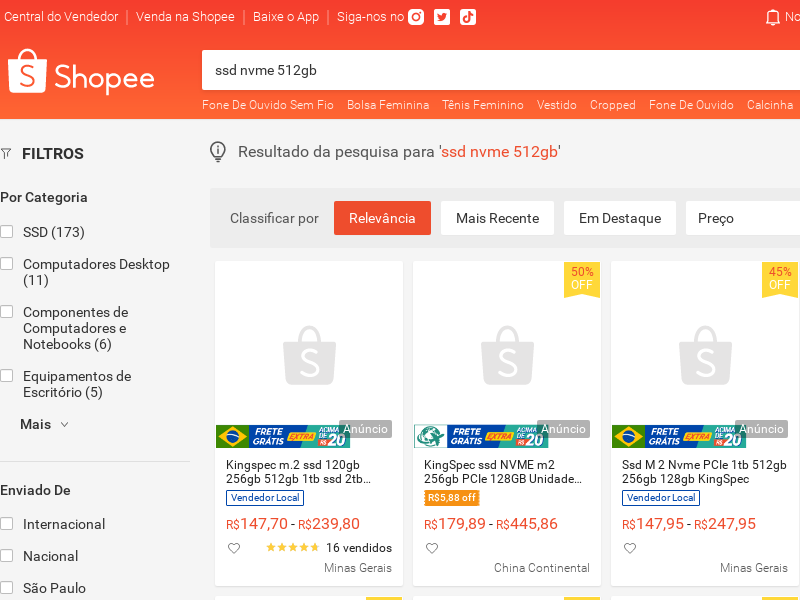 Central do Vendedor | Venda na Shopee | Baixe o App | Siga-nos no
No
Shopee
ssd nvme 512gb
Fone De Ouvido Sem Fio Bolsa Feminina Tênis Feminino Vestido Cropped Fone De Ouvido Calcinha
FILTROS
Resultado da pesquisa para 'ssd nvme 512gb'
Por Categoria
SSD (173)
Computadores Desktop
(11)
Componentes de
Computadores e
Notebooks (6)
Equipamentos de
Escritório (5)
Mais
Enviado De
Internacional
Nacional
São Paulo
Classificar por Relevância Mais Recente Em Destaque Preço
FRETE
GRÁTIS EXTRA ACIMA
DE R$ 20
Anúncio
Kingspec m.2 ssd 120gb
256gb 512gb 1tb ssd 2tb...
Vendedor Local
R$147,70 - R$239,80
16 vendidos
Minas Gerais
50%
OFF
FRETE
GRÁTIS EXTRA ACIMA
DE R$ 20
Anúncio
KingSpec ssd NVME m2
256gb PCIe 128GB Unidade...
R$5,88 off
R$179,89 - R$445,86
China Continental
45%
OFF
FRETE
GRÁTIS EXTRA ACIMA
DE R$ 20
Anúncio
Ssd M 2 Nvme PCIe 1tb 512gb
256gb 128gb KingSpec
Vendedor Local
R$147,95 - R$247,95
Minas Gerais